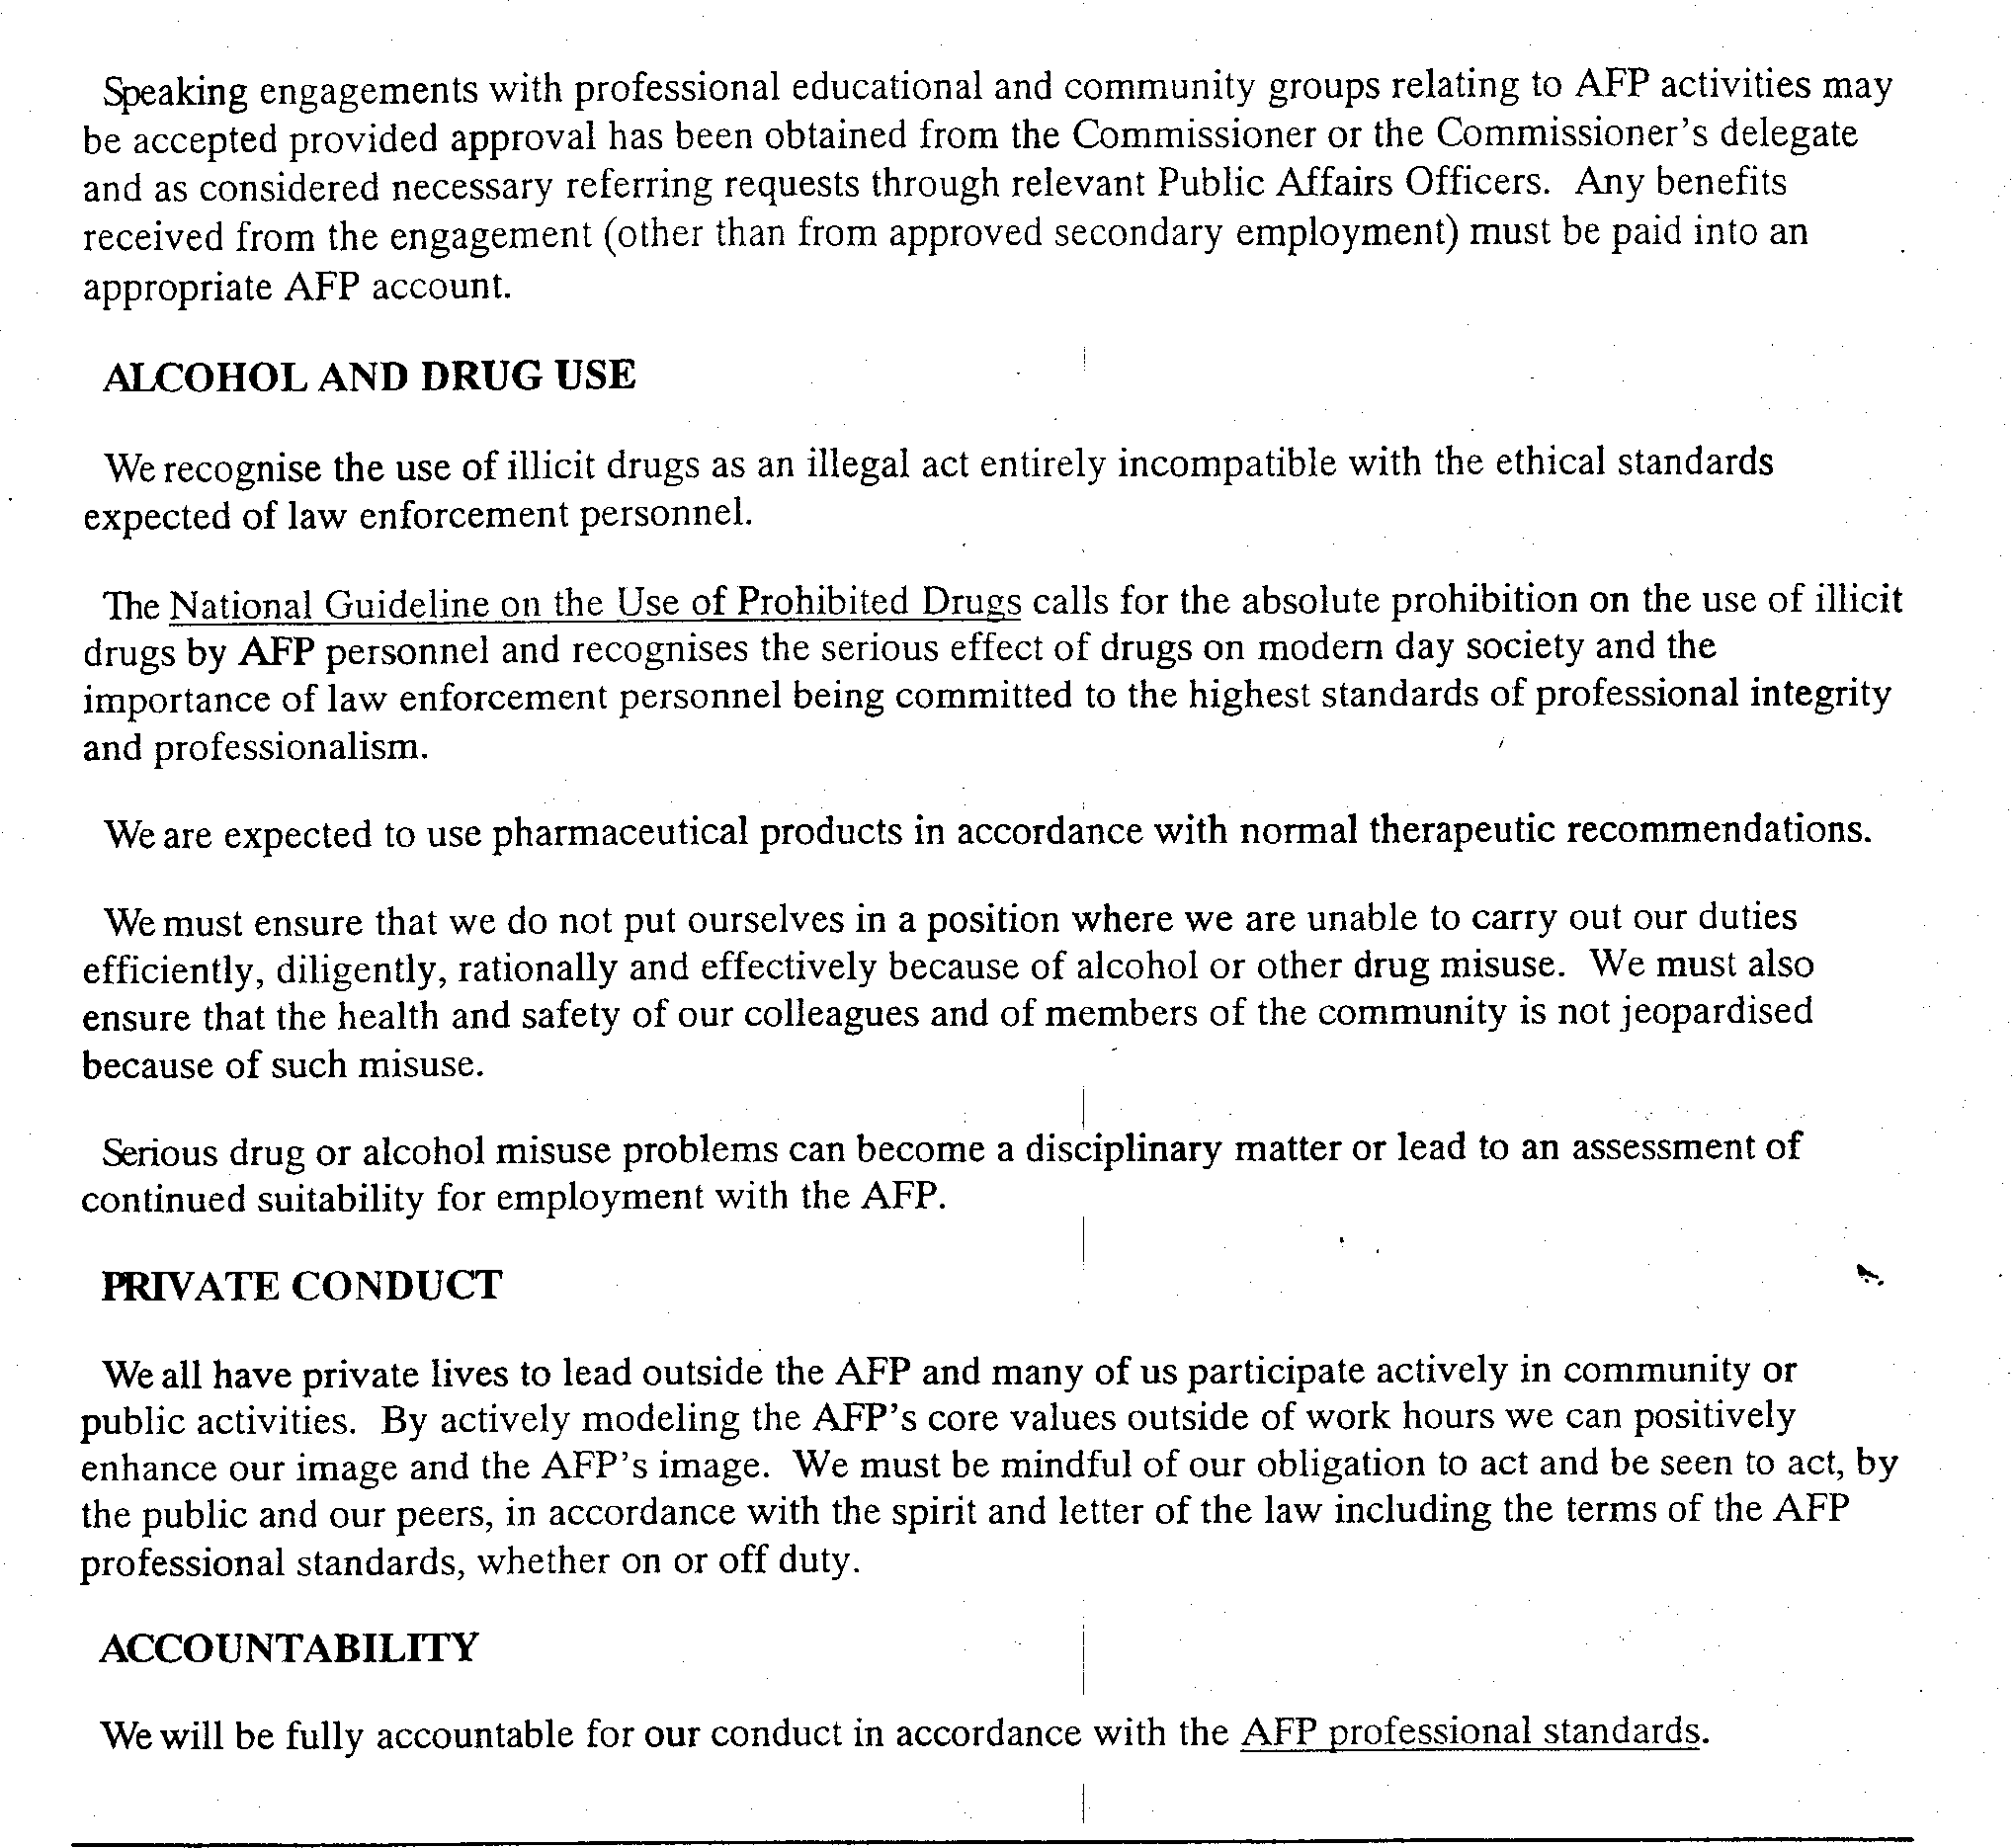 Speaking engagements with professional educational and community groups relating to AFP activities may
be accepted provided approval has been obtained from the Commissioner or the Commissioner's delegate
and as considered necessary referring requests through relevant Public Affairs Officers. Any benefits
received from the engagement (other than from approved secondary employment) must be paid into an
appropriate AFP account.
ALCOHOL AND DRUG USE
We recognise the use of illicit drugs as an illegal act entirely incompatible with the ethical standards
expected of law enforcement personnel.
The National Guideline on the Use of Prohibited Drugs calls for the absolute prohibition on the use of illicit
drugs by AFP personnel and recognises the serious effect of drugs on modern day society and the
importance of law enforcement personnel being committed to the highest standards of professional integrity
and professionalism.
We are expected to use pharmaceutical products in accordance with normal therapeutic recommendations.
We must ensure that we do not put ourselves in a position where we are unable to carry out our duties
efficiently, diligently, rationally and effectively because of alcohol or other drug misuse. We must also
ensure that the health and safety of our colleagues and of members of the community is not jeopardised
because of such misuse.
Serious drug or alcohol misuse problems can become a disciplinary matter or lead to an assessment of
continued suitability for employment with the AFP.
PRIVATE CONDUCT
We all have private lives to lead outside the AFP and many of us participate actively in community or
public activities. By actively modeling the AFP's core values outside of work hours we can positively
enhance our image and the AFP's image. We must be mindful of our obligation to act and be seen to act, by
the public and our peers, in accordance with the spirit and letter of the law including the terms of the AFP
professional standards, whether on or off duty.
ACCOUNTABILITY
We will be fully accountable for our conduct in accordance with the AFP professional standards.